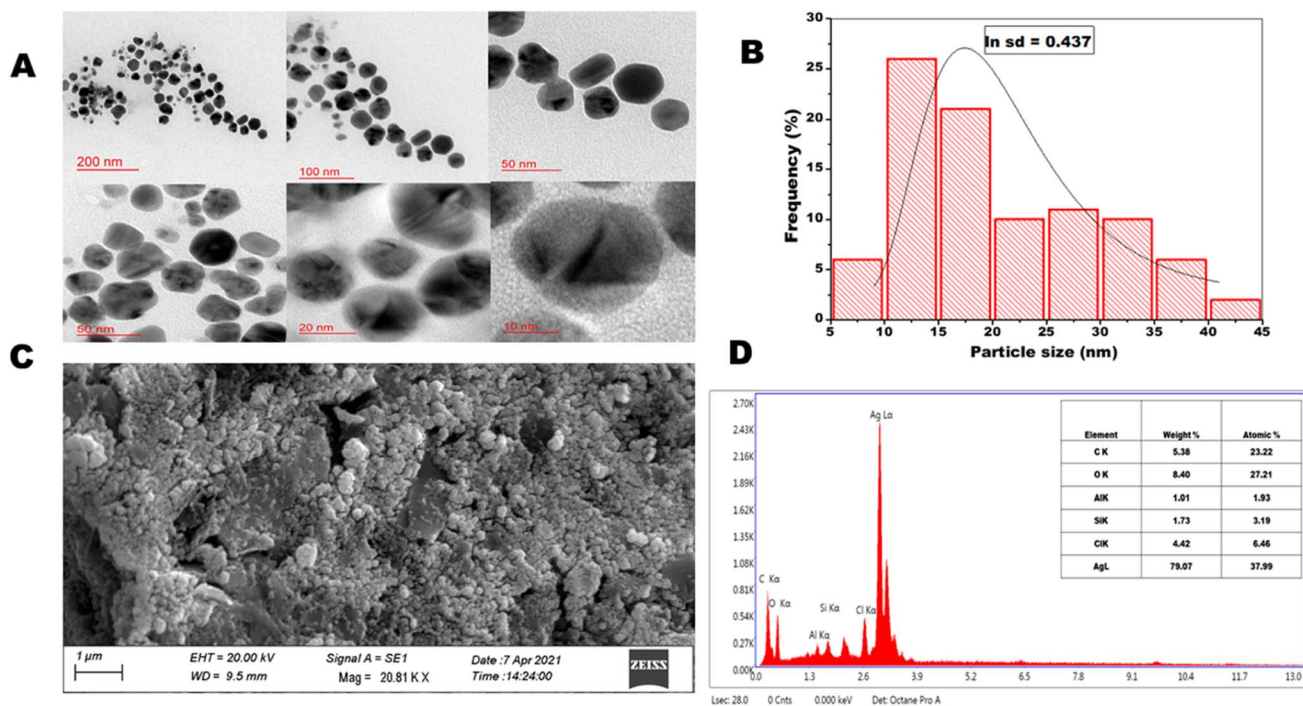 A
200 nm
100 nm
50 nm
50 nm
20 nm
10 nm
B
ln sd = 0.437
30
25
20
15
10
5
0
Frequency (%)
5 10 15 20 25 30 35 40 45
Particle size (nm)
C
1 µm
EHT = 20.00 kV Signal A = SE1 Date :7 Apr 2021
WD = 9.5 mm Mag = 20.81 K X Time :14:24:00
ZEISS
D
2.70K
2.43K
2.16K
1.89K
1.62K
1.35K
1.08K
0.81K
0.54K
0.27K
0.00K
C Kα
O Kα
Al Kα
Si Kα
Cl Kα
Ag Lα
0.0 1.3 2.6 3.9 5.2 6.5 7.8 9.1 10.4 11.7 13.0
Element Weight % Atomic %
C K 5.38 23.22
O K 8.40 27.21
AlK 1.01 1.93
SiK 1.73 3.19
ClK 4.42 6.46
AgL 79.07 37.99
Lsec: 28.0 0 Cnts 0.000 keV Det: Octane Pro A